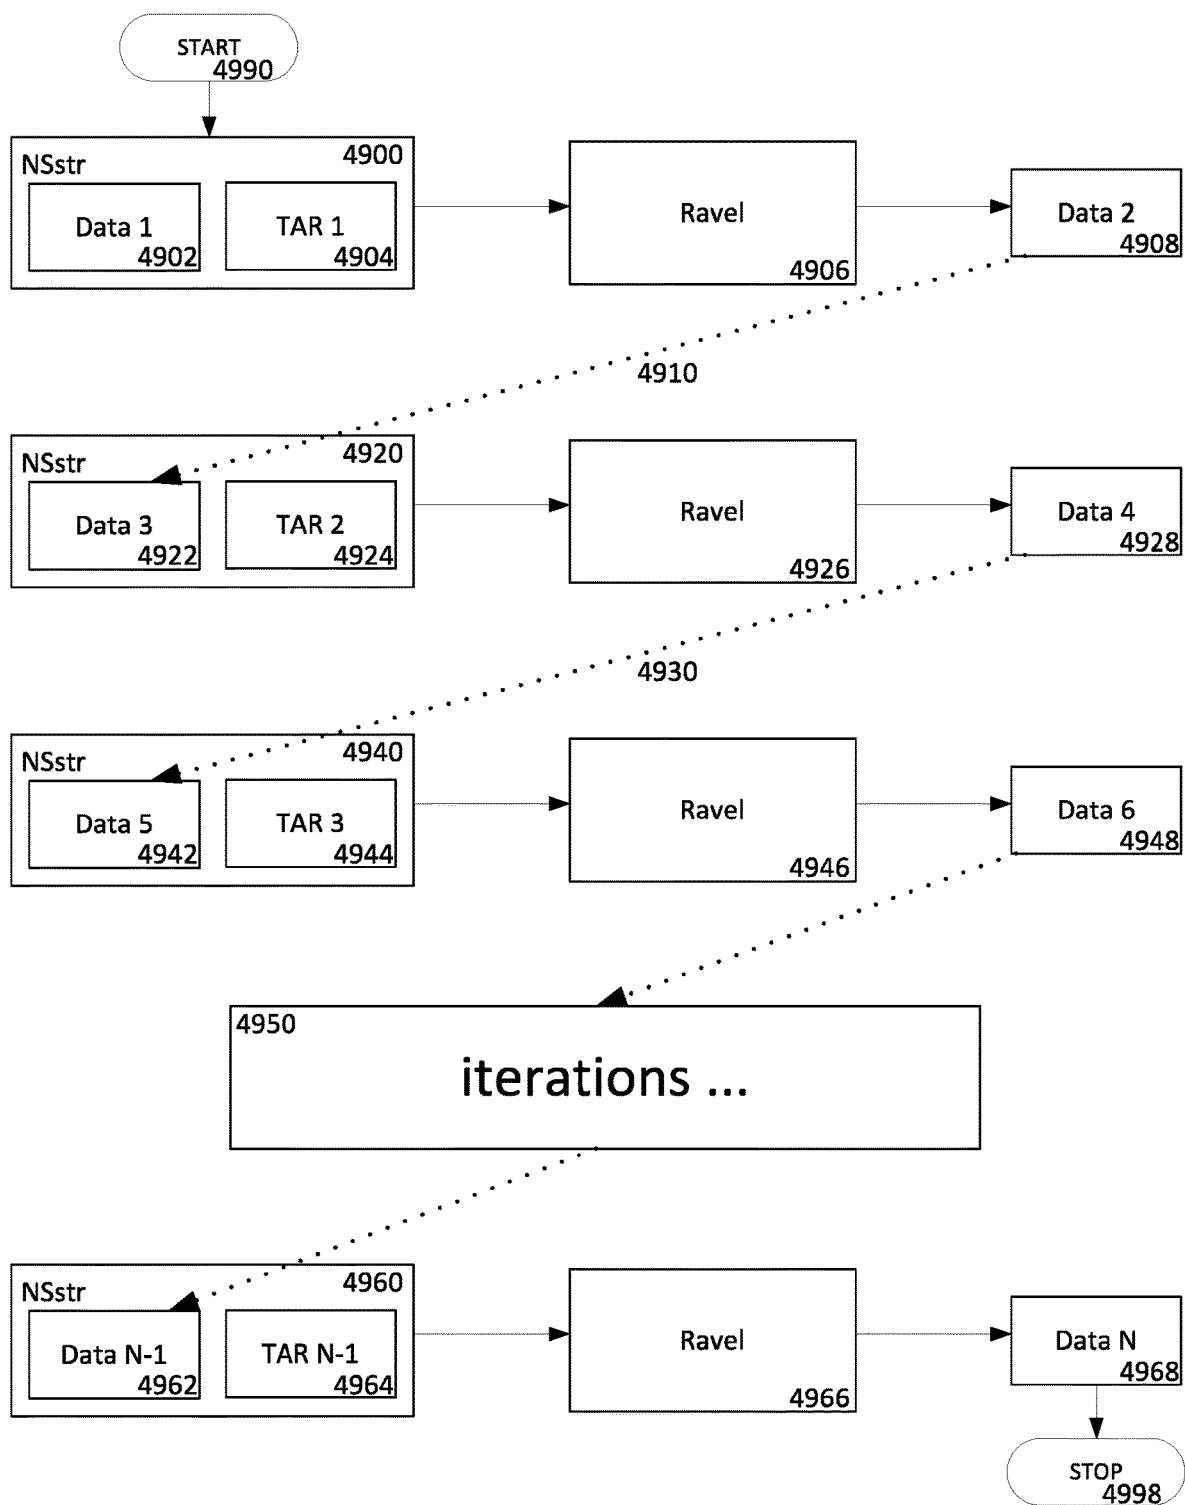 START
4990
NSstr
4900
Data 1
4902
TAR 1
4904
Ravel
4906
Data 2
4908
4910
NSstr
4920
Data 3
4922
TAR 2
4924
Ravel
4926
Data 4
4928
4930
NSstr
4940
Data 5
4942
TAR 3
4944
Ravel
4946
Data 6
4948
4950
iterations ...
NSstr
4960
Data N-1
4962
TAR N-1
4964
Ravel
4966
Data N
4968
STOP
4998